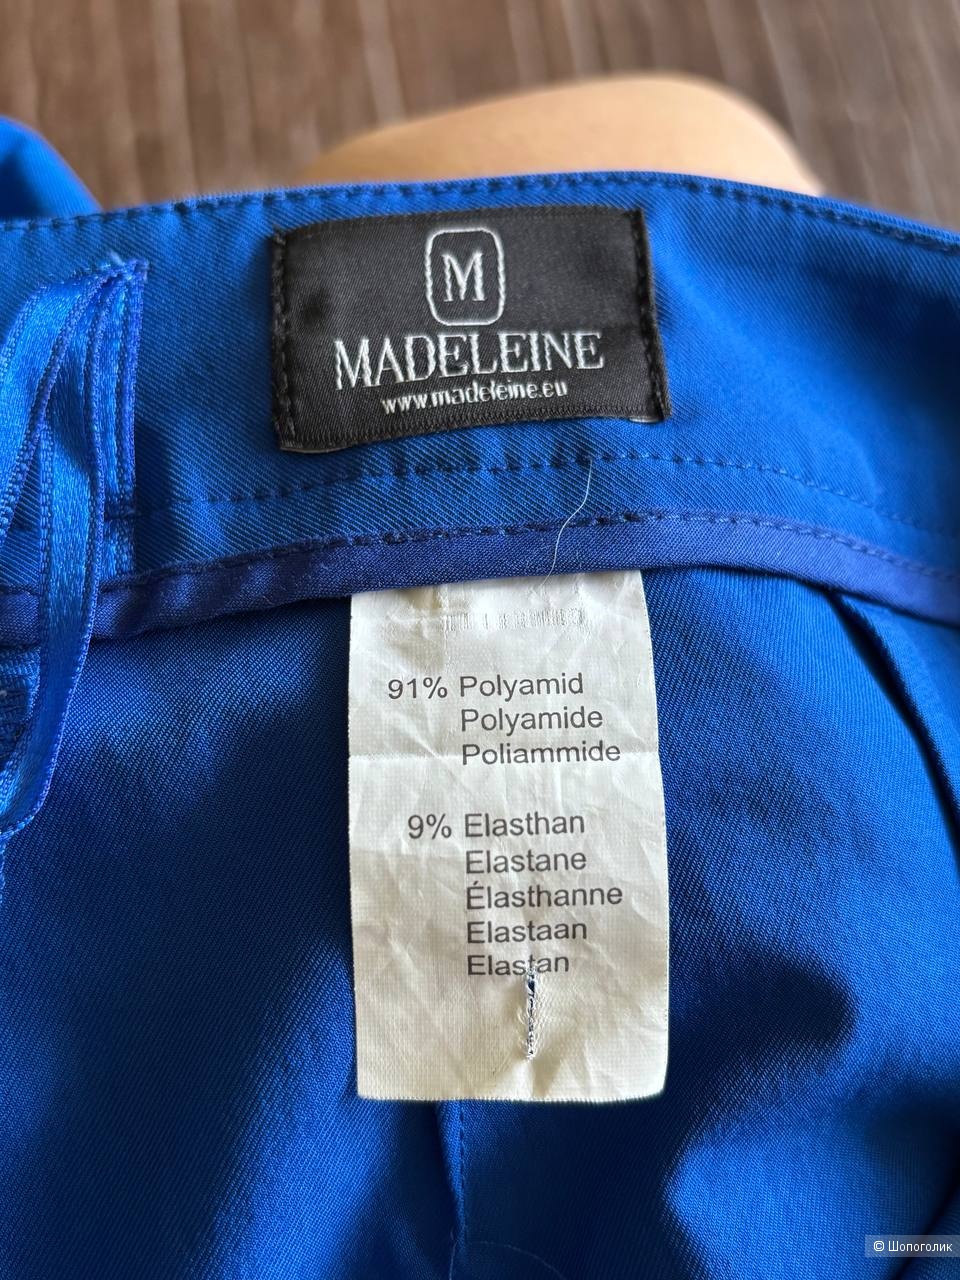 M
MADELEINE
www.madeleine.eu
91% Polyamid
Polyamide
Poliammide
9% Elasthan
Elastane
Élasthanne
Elastaan
Elastan
© Шопоголик